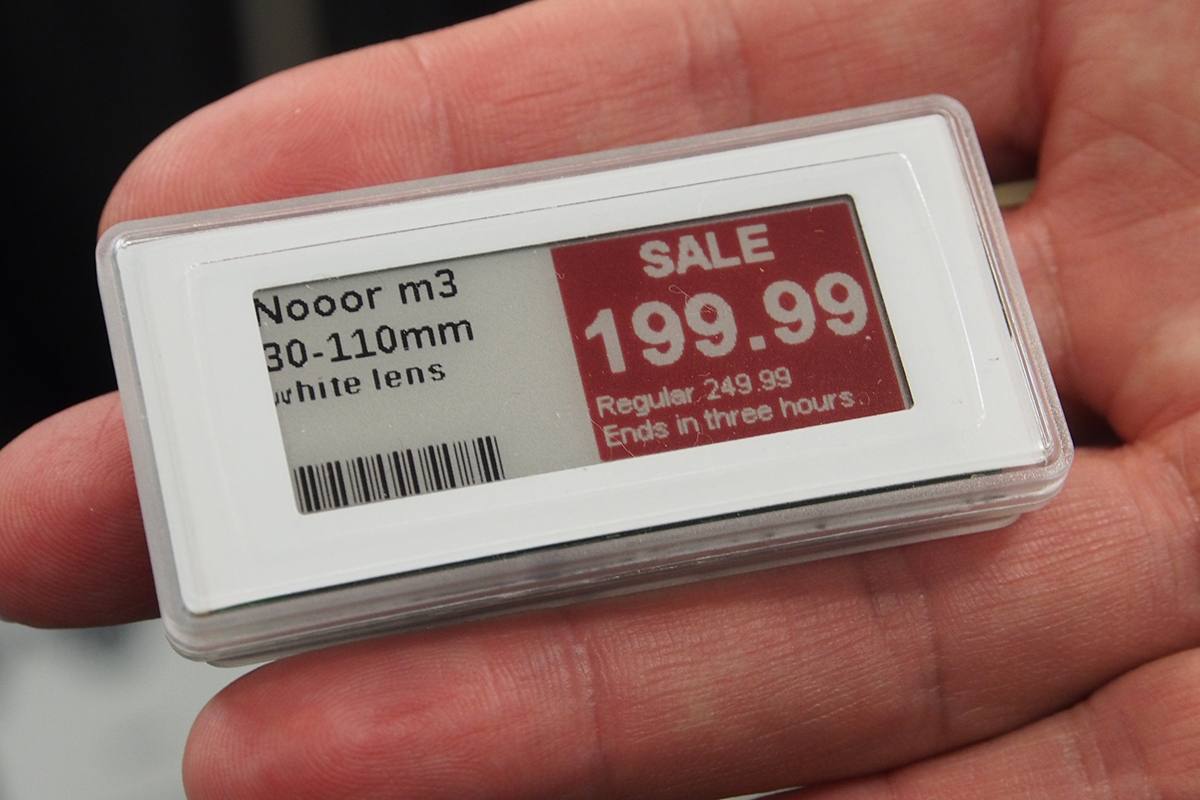 Nooor m3
30-110mm
white lens
SALE
199.99
Regular 249.99
Ends in three hours